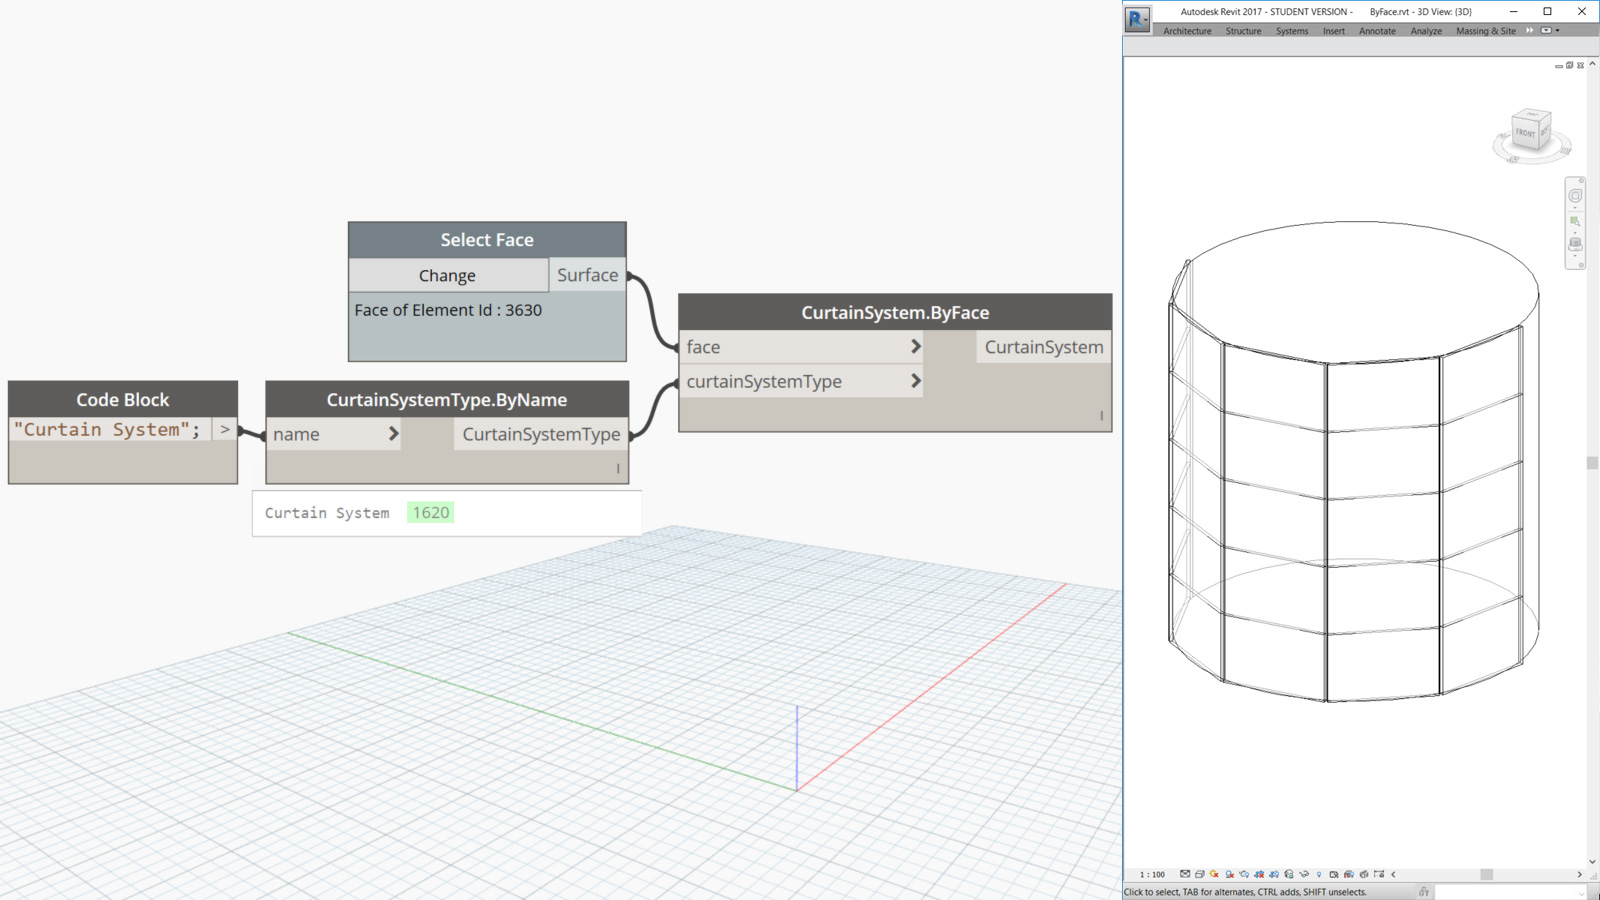 Autodesk Revit 2017 - STUDENT VERSION - ByFace.rvt - 3D View: {3D}
Architecture Structure Systems Insert Annotate Analyze Massing & Site
FRONT
Select Face
Change Surface
Face of Element Id : 3630
CurtainSystem.ByFace
face > CurtainSystem
curtainSystemType >
Code Block
"Curtain System"; >
CurtainSystemType.ByName
name > CurtainSystemType
Curtain System 1620
1 : 100
Click to select, TAB for alternates, CTRL adds, SHIFT unselects.